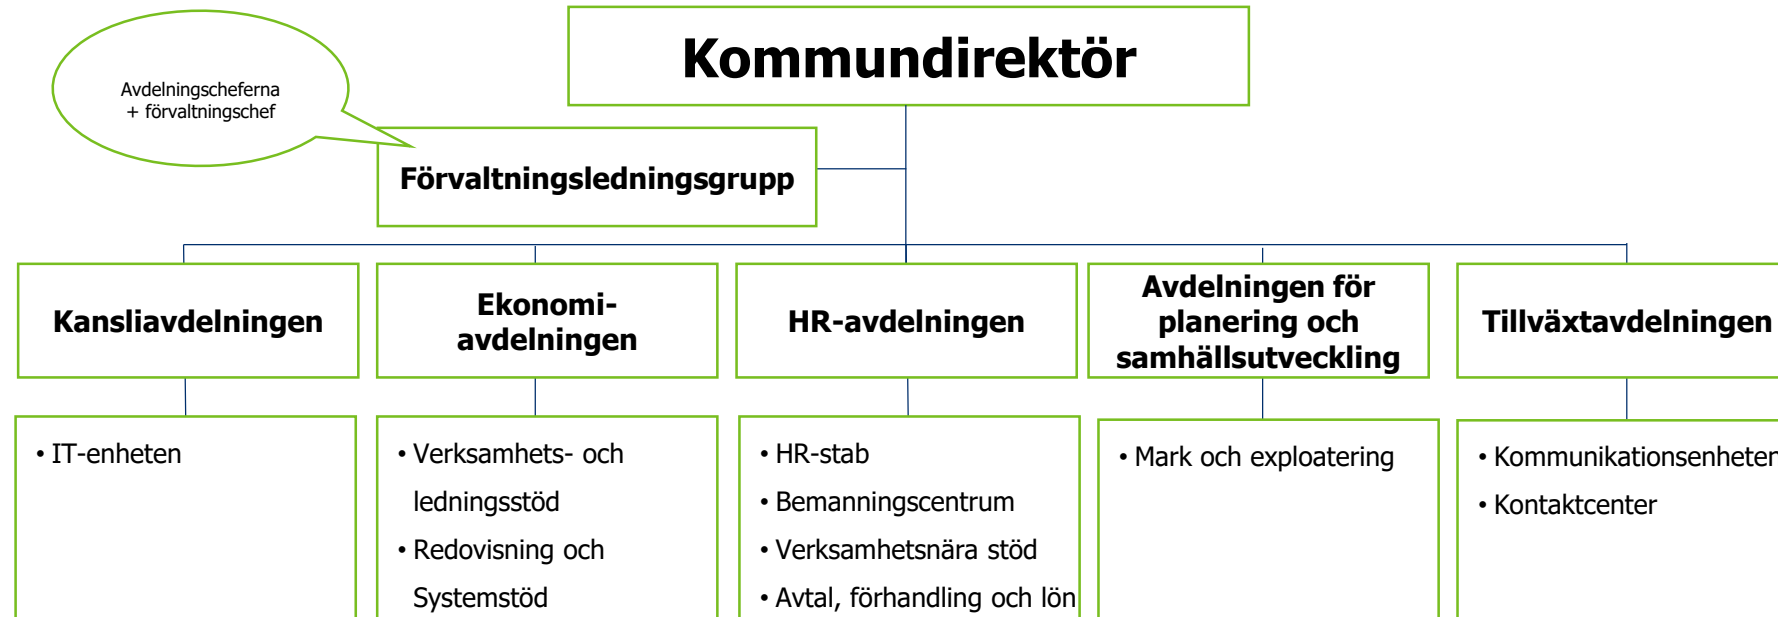 Kommundirektör
Avdelningscheferna
+ förvaltningschef
Förvaltningsledningsgrupp
Kansliavdelningen
Ekonomi-
avdelningen
HR-avdelningen
Avdelningen för
planering och
samhällsutveckling
Tillväxtavdelningen
• IT-enheten
• Verksamhets- och
ledningsstöd
• Redovisning och
Systemstöd
• HR-stab
• Bemanningscentrum
• Verksamhetsnära stöd
• Avtal, förhandling och lön
• Mark och exploatering
• Kommunikationsenheten
• Kontaktcenter